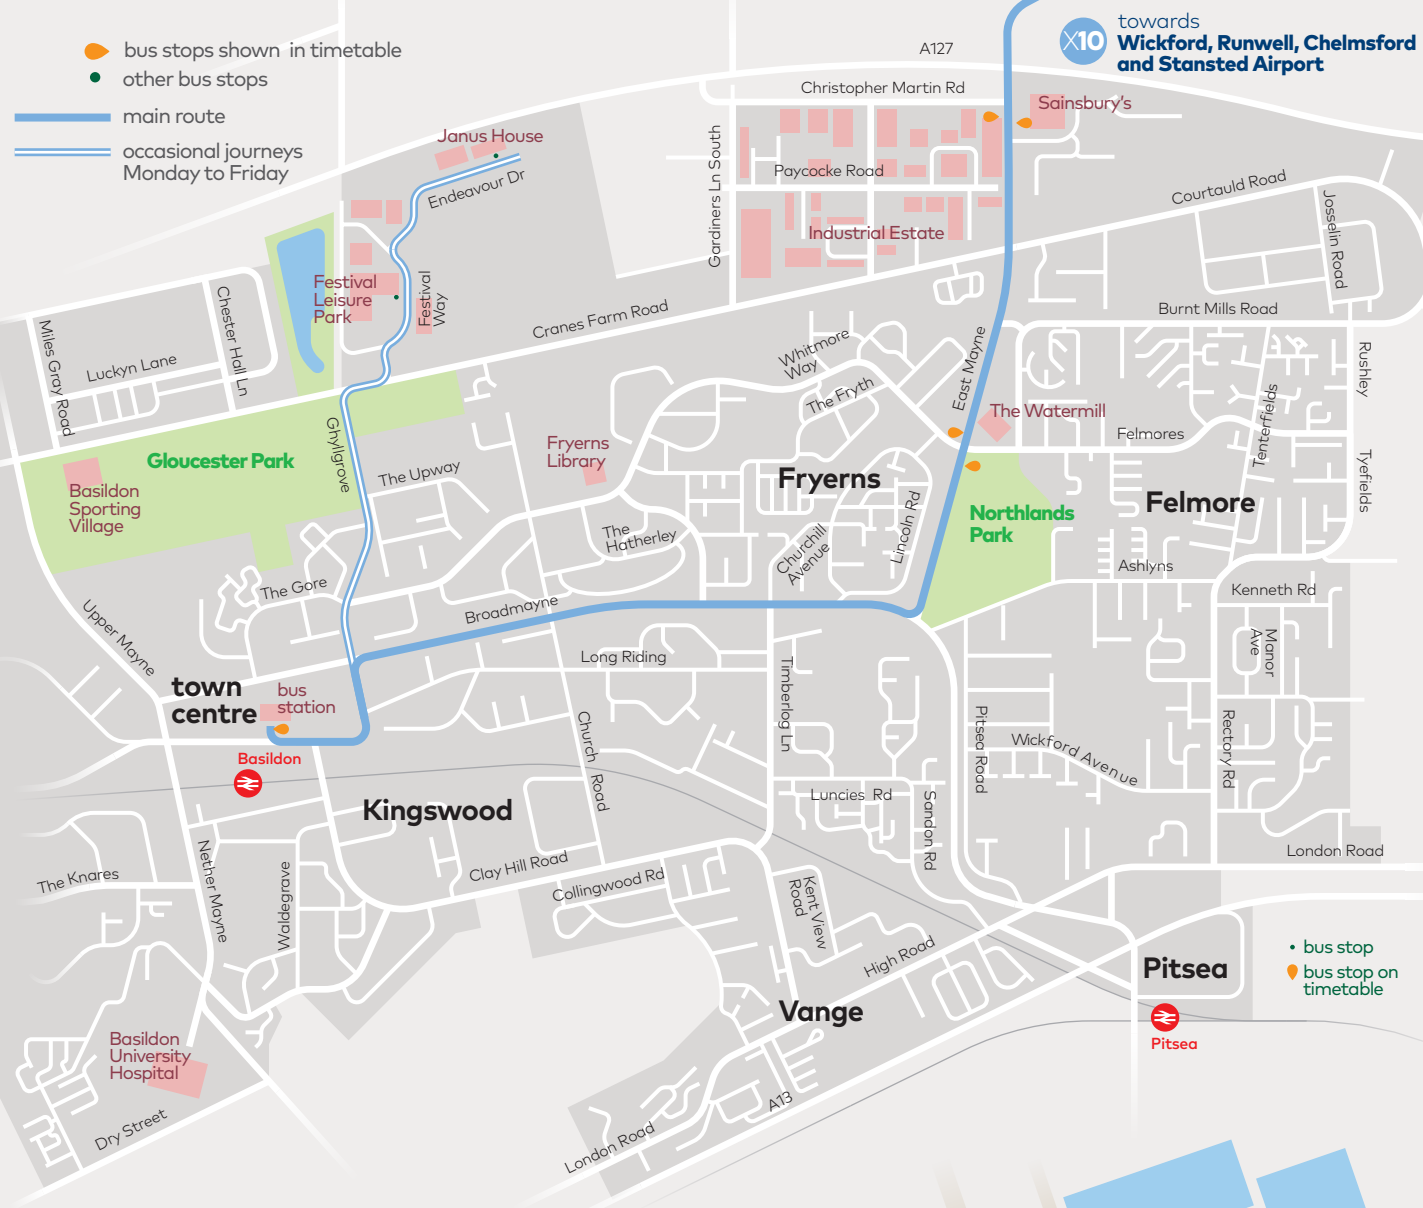 bus stops shown in timetable
other bus stops
main route
occasional journeys
Monday to Friday
X10
towards
Wickford, Runwell, Chelmsford
and Stansted Airport
A127
Christopher Martin Rd
Sainsbury's
Janus House
Endeavour Dr
Gardiners Ln South
Paycocke Road
Industrial Estate
Courtauld Road
Josselin Road
Festival
Leisure
Park
Festival
Way
Chester Hall Ln
Miles Gray Road
Luckyn Lane
Cranes Farm Road
Burnt Mills Road
Whitmore
Way
The Fryth
East Mayne
The Watermill
Rushley
Felmores
Tenterfields
Tyefields
Ghyllgrove
Gloucester Park
Basildon
Sporting
Village
The Upway
Fryerns
Library
Fryerns
Lincoln Rd
Northlands
Park
Felmore
The
Hatherley
Churchill
Avenue
Ashlyns
Kenneth Rd
The Gore
Broadmayne
Upper Mayne
Long Riding
Manor
Ave
town
centre
bus
station
Timberlog Ln
Church Road
Pitsea Road
Wickford Avenue
Rectory Rd
Basildon
Kingswood
Luncies Rd
Sandon Rd
London Road
Clay Hill Road
Collingwood Rd
The Knares
Nether Mayne
Waldegrave
Kent View
Road
High Road
Pitsea
bus stop
bus stop on
timetable
Vange
Pitsea
Basildon
University
Hospital
Dry Street
A13
London Road